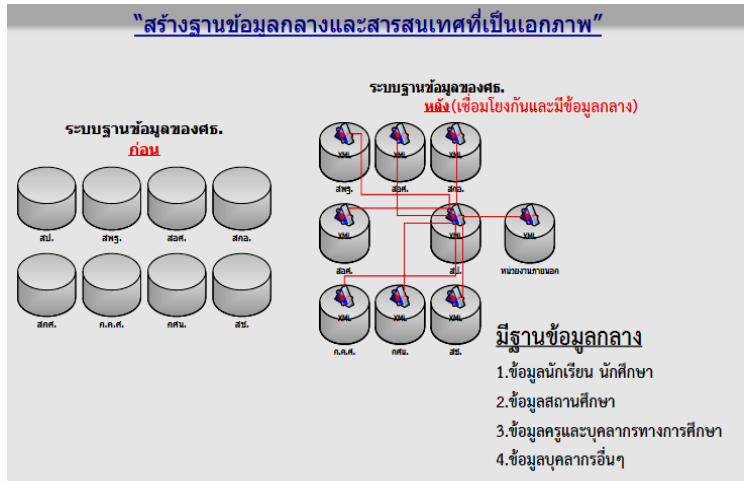 “สร้างฐานข้อมูลกลางและสารสนเทศที่เป็นเอกภาพ”
ระบบฐานข้อมูลของศธ.
ก่อน
สป. สพฐ. สอศ. สกอ.
สกศ. ก.ค.ศ. กศน. สช.
ระบบฐานข้อมูลของศธ.
หลัง(เชื่อมโยงกันและมีข้อมูลกลาง)
XML XML XML
สพฐ. สอศ. สกอ.
XML XML XML
สอศ. สป. หน่วยงานภายนอก
XML XML XML
ก.ค.ศ. กศน. สช.
มีฐานข้อมูลกลาง
1.ข้อมูลนักเรียน นักศึกษา
2.ข้อมูลสถานศึกษา
3.ข้อมูลครูและบุคลากรทางการศึกษา
4.ข้อมูลบุคลากรอื่นๆ